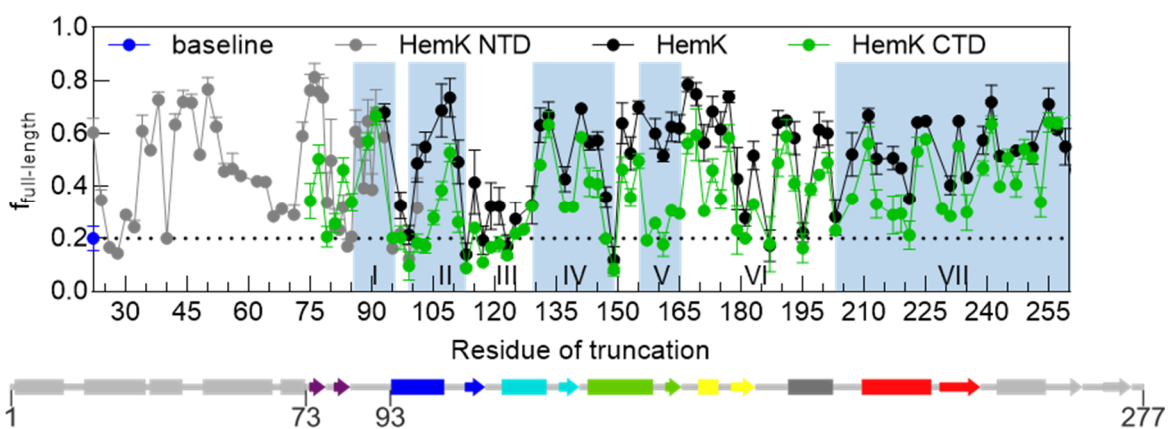 baseline HemK NTD HemK HemK CTD
1.0
0.8
0.6
0.4
0.2
0.0
f full-length
I II III IV V VI VII
30 45 60 75 90 105 120 135 150 165 180 195 210 225 240 255
Residue of truncation
1 73 93 277